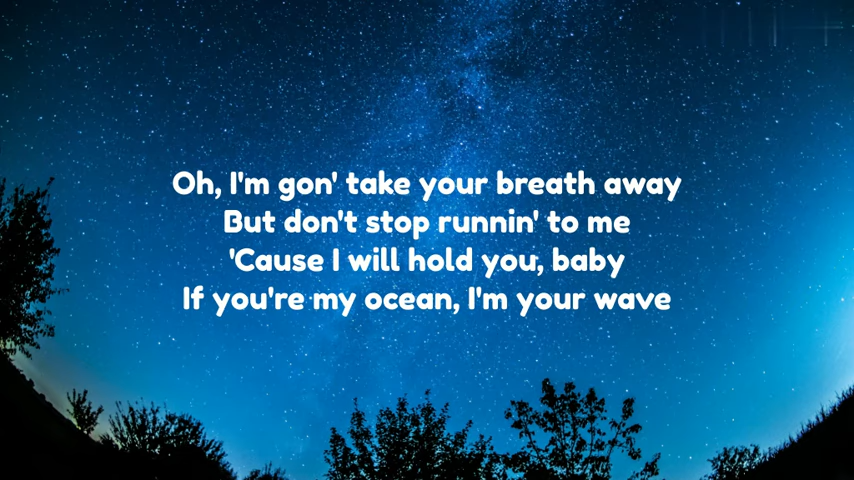 Oh, I'm gon' take your breath away
But don't stop runnin' to me
'Cause I will hold you, baby
If you're my ocean, I'm your wave